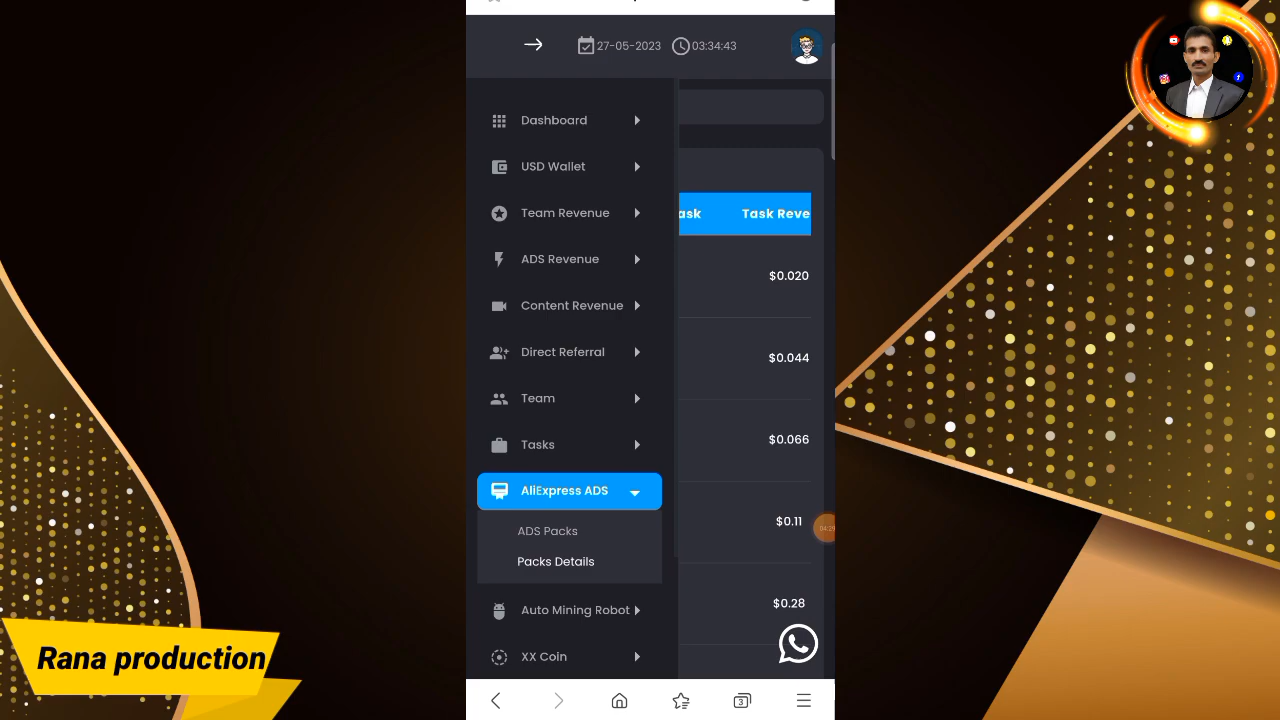 27-05-2023 03:34:43
Dashboard
USD Wallet
Team Revenue
ask Task Reve
ADS Revenue
$0.020
Content Revenue
Direct Referral
$0.044
Team
Tasks
$0.066
AliExpress ADS
ADS Packs
$0.11
Packs Details
Auto Mining Robot
$0.28
XX Coin
Rana production
3